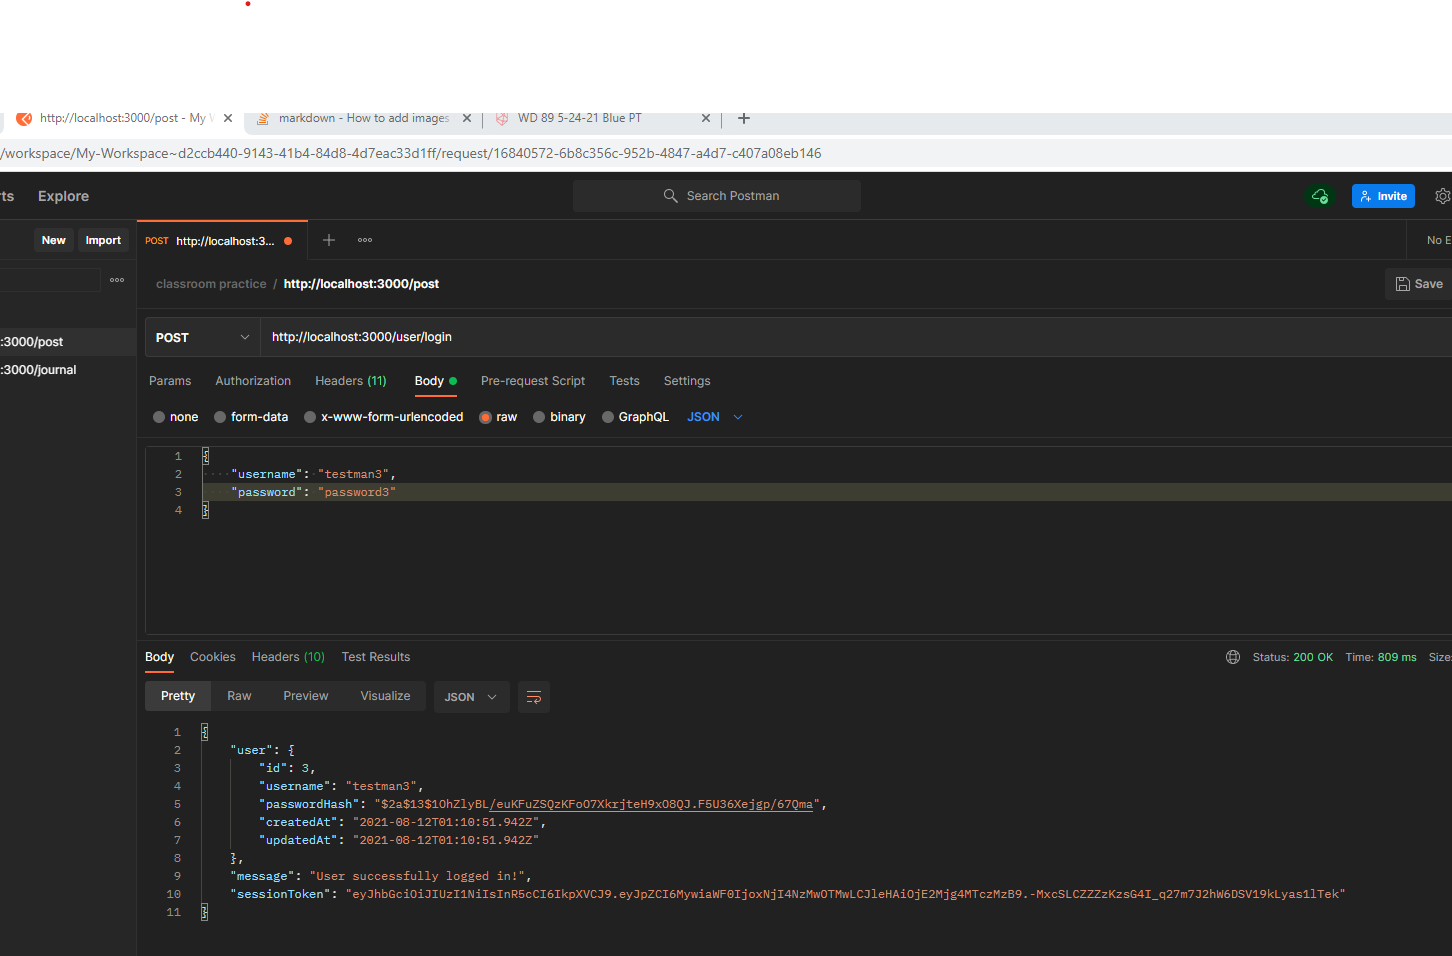 http://localhost:3000/post - My
markdown - How to add images
WD 89 5-24-21 Blue PT
/workspace/My-Workspace~d2ccb440-9143-41b4-84d8-4d7eac33d1ff/request/16840572-6b8c356c-952b-4847-a4d7-c407a08eb146
rts Explore Search Postman Invite
New Import POST http://localhost:3... No E
classroom practice / http://localhost:3000/post Save
:3000/post
:3000/journal
POST http://localhost:3000/user/login
Params Authorization Headers (11) Body Pre-request Script Tests Settings
none form-data x-www-form-urlencoded raw binary GraphQL JSON
1 {
2 "username": "testman3",
3 "password": "password3"
4 }
Body Cookies Headers (10) Test Results Status: 200 OK Time: 809 ms Size:
Pretty Raw Preview Visualize JSON
1 {
2 "user": {
3 "id": 3,
4 "username": "testman3",
5 "passwordHash": "$2a$13$1OhZlyBL/euKFuZSQzKFoO7XkrjteH9xO8QJ.F5U36Xejgp/67Qma",
6 "createdAt": "2021-08-12T01:10:51.942Z",
7 "updatedAt": "2021-08-12T01:10:51.942Z"
8 },
9 "message": "User successfully logged in!",
10 "sessionToken": "eyJhbGciOiJIUzI1NiIsInR5cCI6IkpXVCJ9.eyJpZCI6MywiaWF0IjoxNjI4NzMwOTMwLCJleHAiOjE2Mjg4MTczMzB9.-MxcSLCZZZzKzsG4I_q27m7J2hW6DSV19kLyas1lTek"
11 }